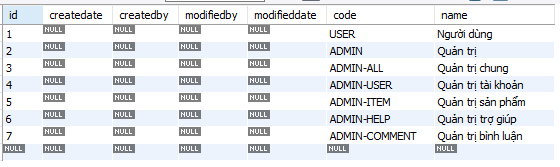 id createdate createdby modifiedby modifieddate code name
1 NULL NULL NULL NULL USER Người dùng
2 NULL NULL NULL NULL ADMIN Quản trị
3 NULL NULL NULL NULL ADMIN-ALL Quản trị chung
4 NULL NULL NULL NULL ADMIN-USER Quản trị tài khoản
5 NULL NULL NULL NULL ADMIN-ITEM Quản trị sản phẩm
6 NULL NULL NULL NULL ADMIN-HELP Quản trị trợ giúp
7 NULL NULL NULL NULL ADMIN-COMMENT Quản trị bình luận
NULL NULL NULL NULL NULL NULL NULL